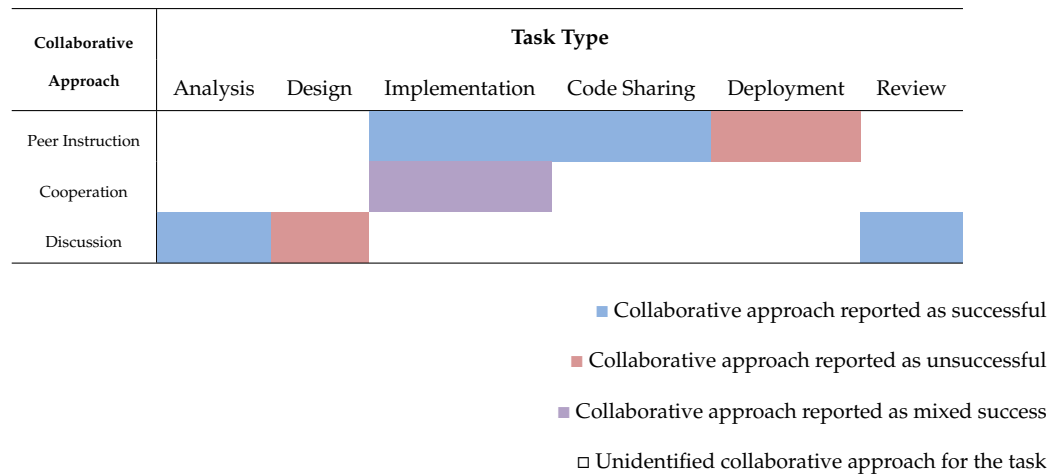 Collaborative Approach
Task Type
Analysis Design Implementation Code Sharing Deployment Review
Peer Instruction
Cooperation
Discussion
Collaborative approach reported as successful
Collaborative approach reported as unsuccessful
Collaborative approach reported as mixed success
Unidentified collaborative approach for the task